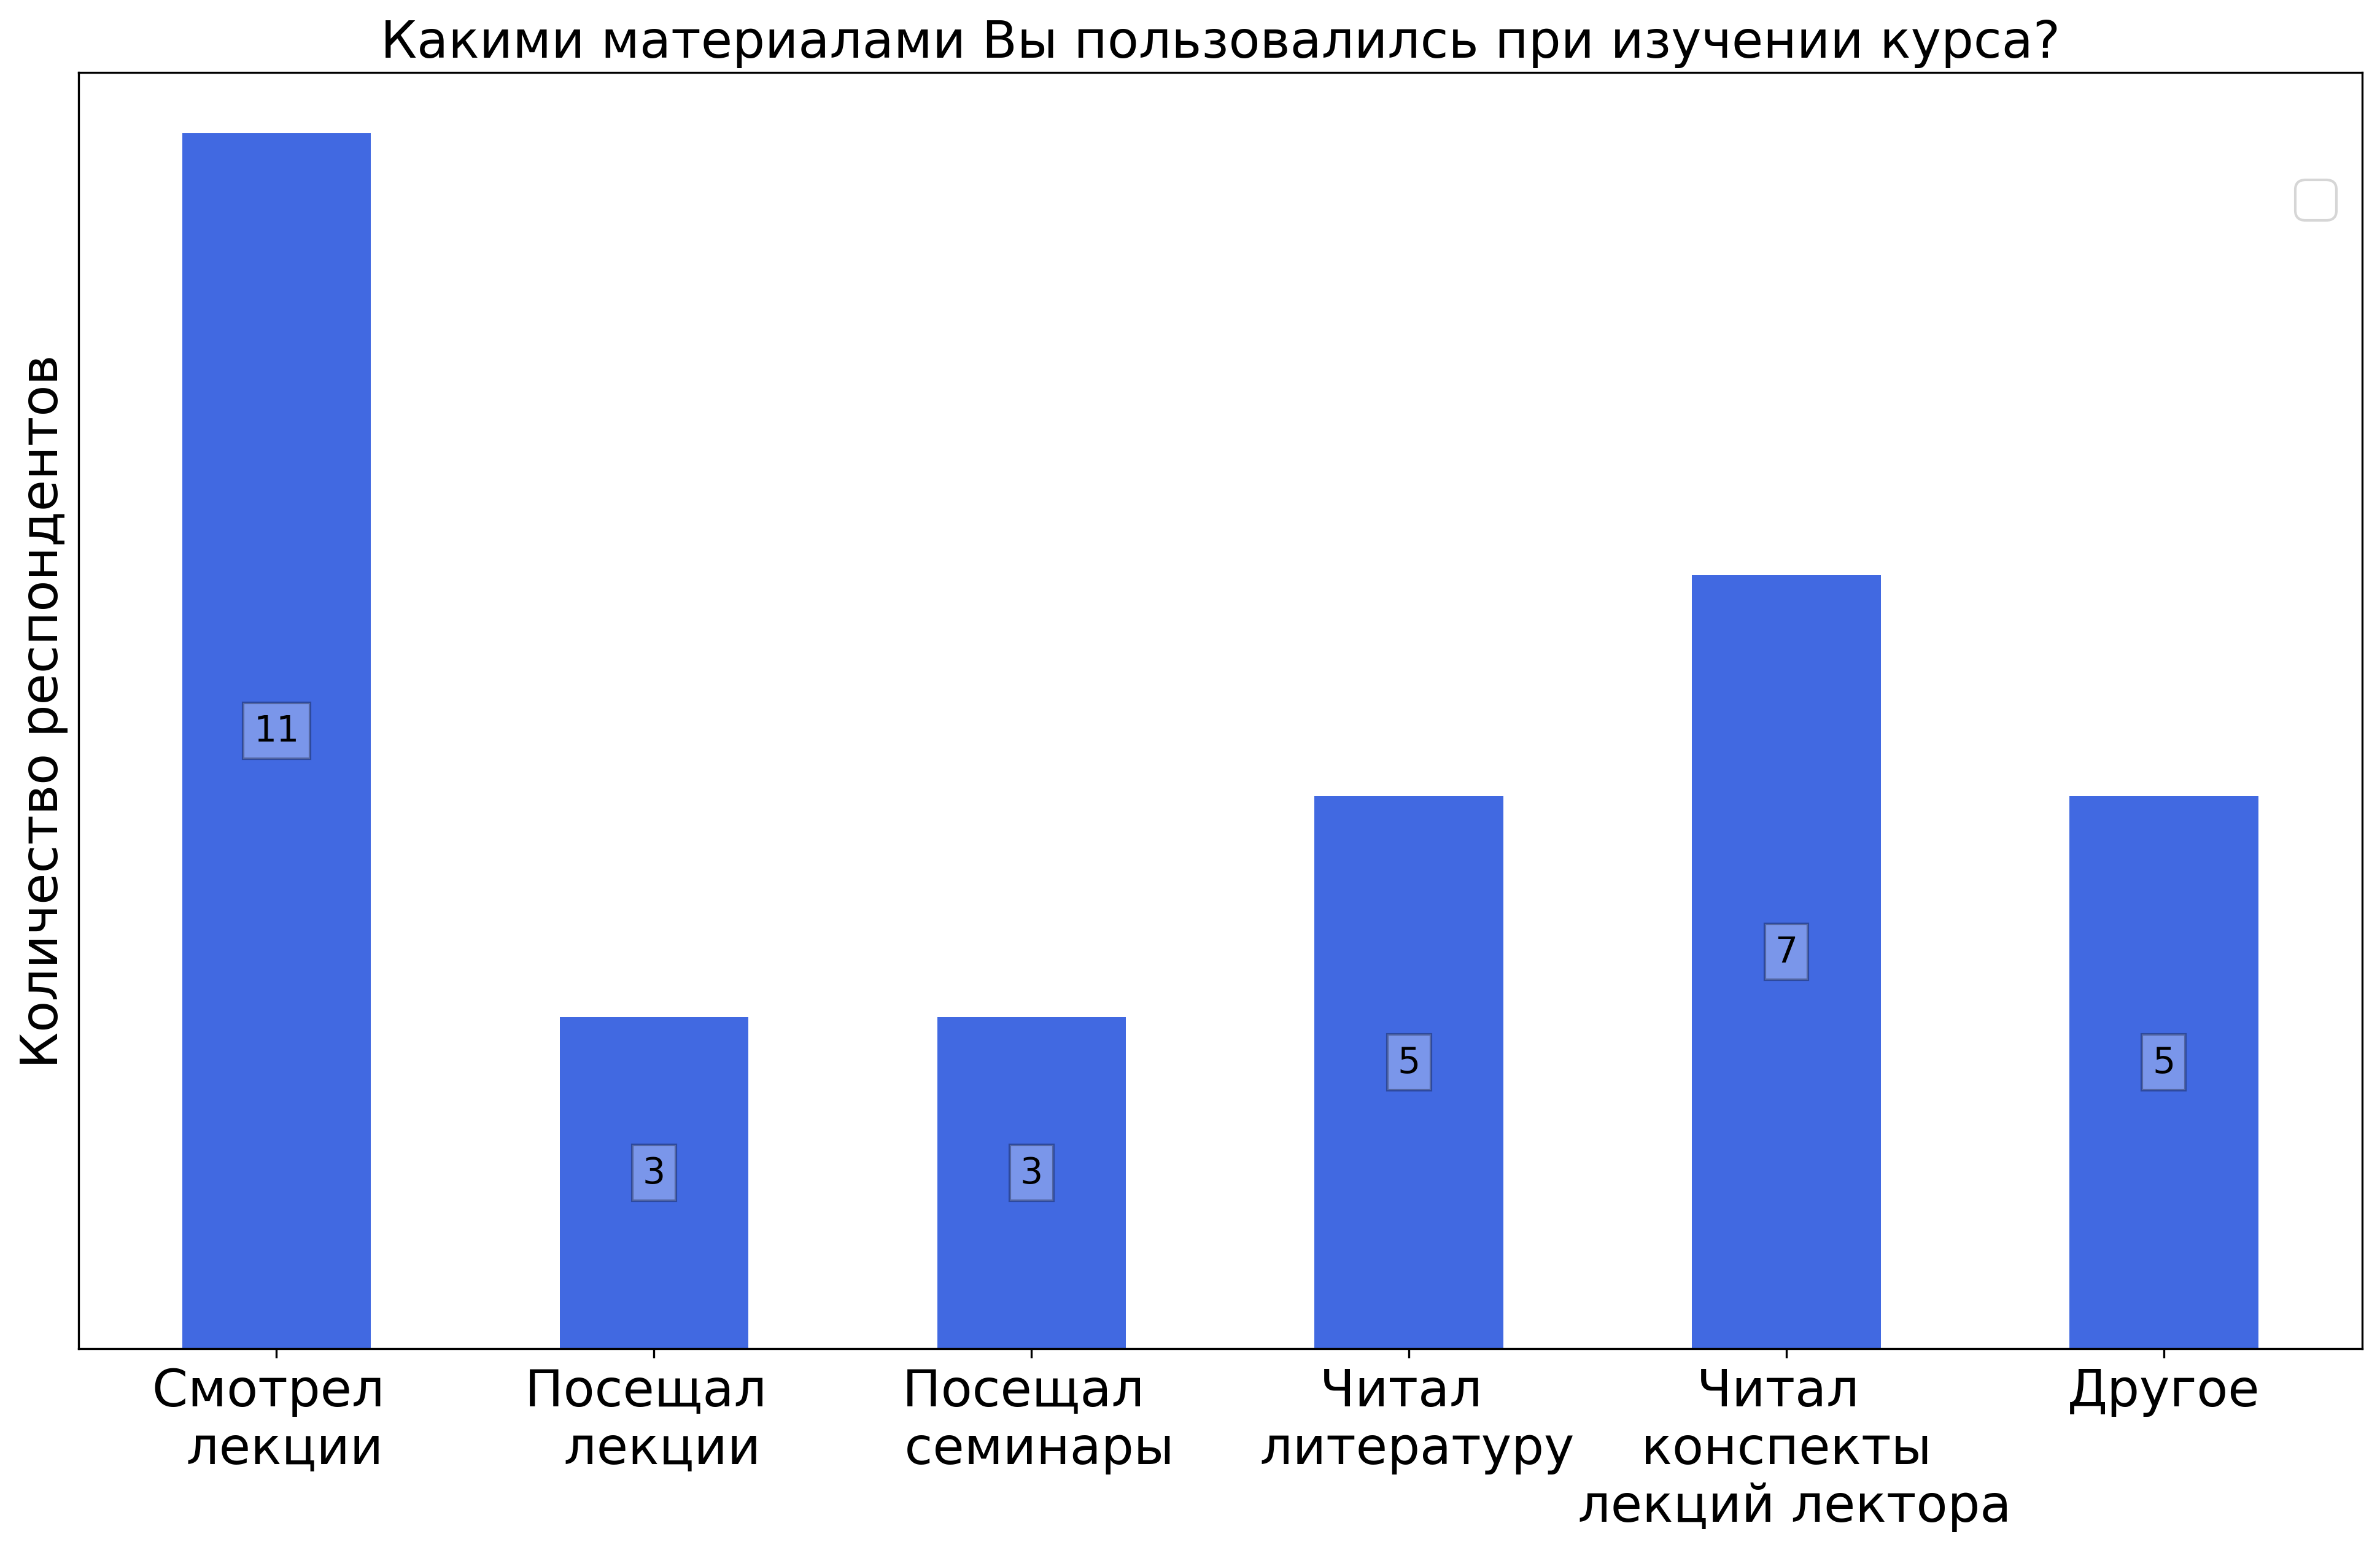 Какими материалами Вы пользовалилсь при изучении курса?
Количество респондентов
11
3
3
5
7
5
Смотрел
лекции
Посещал
лекции
Посещал
семинары
Читал
литературу
Читал
конспекты
лекций лектора
Другое